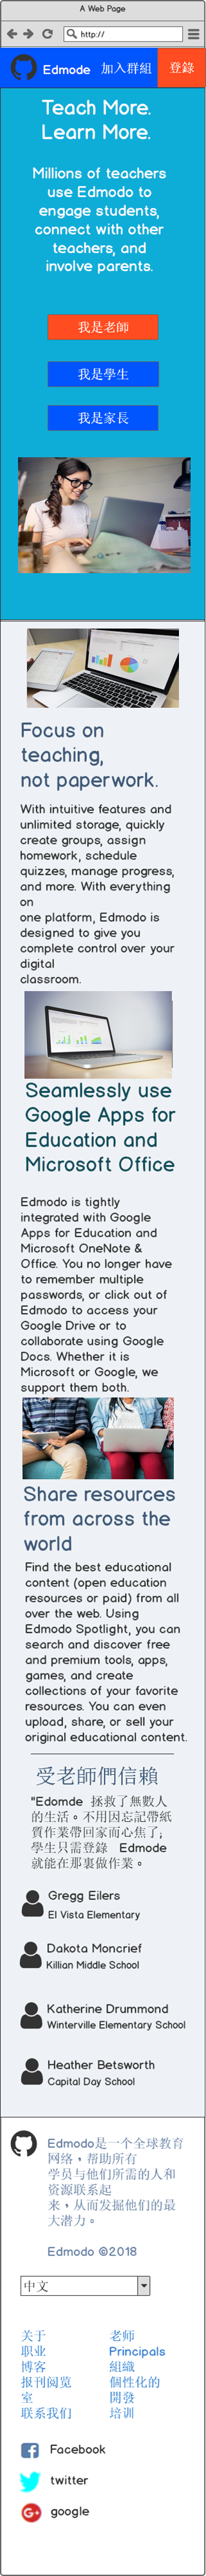 A Web Page
http://
Edmode 加入群組 登錄
Teach More.
Learn More.
Millions of teachers
use Edmodo to
engage students,
connect with other
teachers, and
involve parents.
我是老師
我是學生
我是家長
Focus on
teaching,
not paperwork.
With intuitive features and
unlimited storage, quickly
create groups, assign
homework, schedule
quizzes, manage progress,
and more. With everything
on
one platform, Edmodo is
designed to give you
complete control over your
digital
classroom.
Seamlessly use
Google Apps for
Education and
Microsoft Office
Edmodo is tightly
integrated with Google
Apps for Education and
Microsoft OneNote &
Office. You no longer have
to remember multiple
passwords, or click out of
Edmodo to access your
Google Drive or to
collaborate using Google
Docs. Whether it is
Microsoft or Google, we
support them both.
Share resources
from across the
world
Find the best educational
content (open education
resources or paid) from all
over the web. Using
Edmodo Spotlight, you can
search and discover free
and premium tools, apps,
games, and create
collections of your favorite
resources. You can even
upload, share, or sell your
original educational content.
受老師們信賴
"Edomde 拯救了無數人
的生活。不用因忘記帶紙
質作業帶回家而心焦了;
學生只需登錄 Edmodo
就能在那裏做作業。
Gregg Eilers
El Vista Elementary
Dakota Moncrief
Killian Middle School
Katherine Drummond
Winterville Elementary School
Heather Betsworth
Capital Day School
Edmodo是一个全球教育
网络，帮助所有
学员与他们所需的人和
资源联系起
来，从而发掘他们的最
大潜力。
Edmodo ©2018
中文
关于
职业
博客
报刊阅览
室
联系我们
老师
Principals
組織
個性化的
開發
培训
Facebook
twitter
google